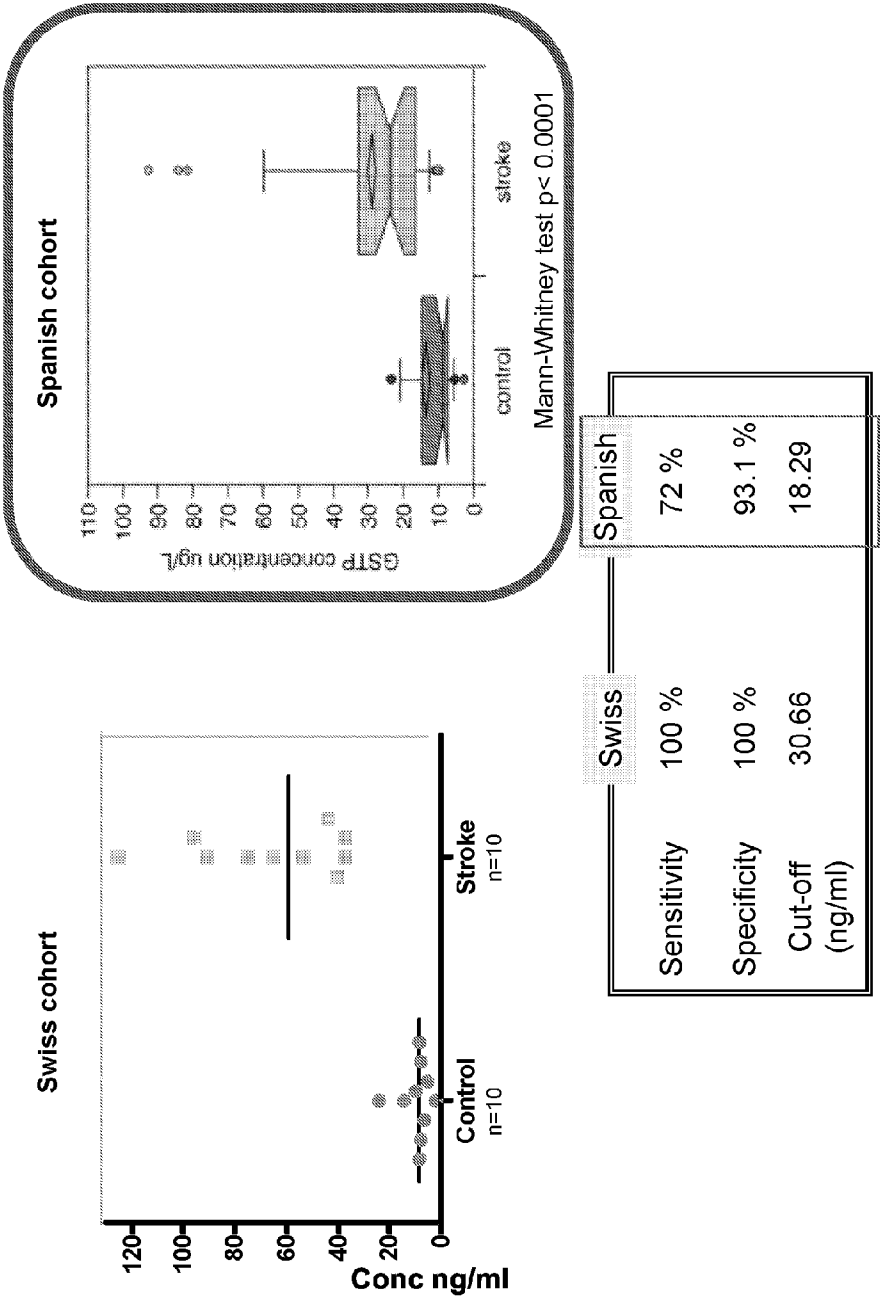 Swiss cohort
Conc ng/ml
120
100
80
60
40
20
0
Control
n=10
Stroke
n=10
Spanish cohort
GSTP concentration ug/L
110
100
90
80
70
60
50
40
30
20
10
0
control
stroke
Mann-Whitney test p< 0.0001
Swiss Spanish
Sensitivity 100 % 72 %
Specificity 100 % 93.1 %
Cut-off 30.66 18.29
(ng/ml)